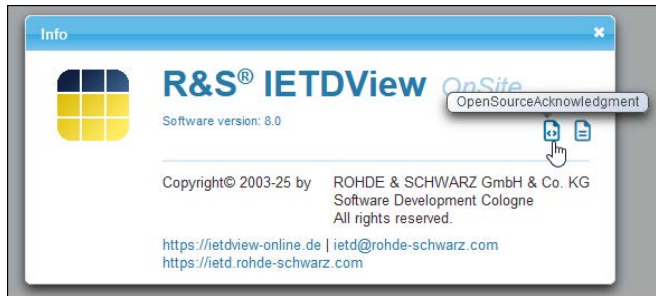 Info
R&S® IETDView OnSite
OpenSourceAcknowledgment
Software version: 8.0
Copyright© 2003-25 by ROHDE & SCHWARZ GmbH & Co. KG
Software Development Cologne
All rights reserved.
https://ietdview-online.de | ietd@rohde-schwarz.com
https://ietd.rohde-schwarz.com